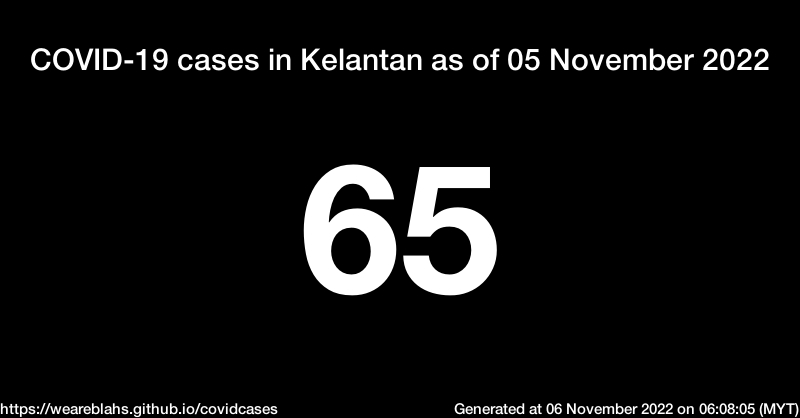 COVID-19 cases in Kelantan as of 05 November 2022
65
https://weareblahs.github.io/covidcases
Generated at 06 November 2022 on 06:08:05 (MYT)